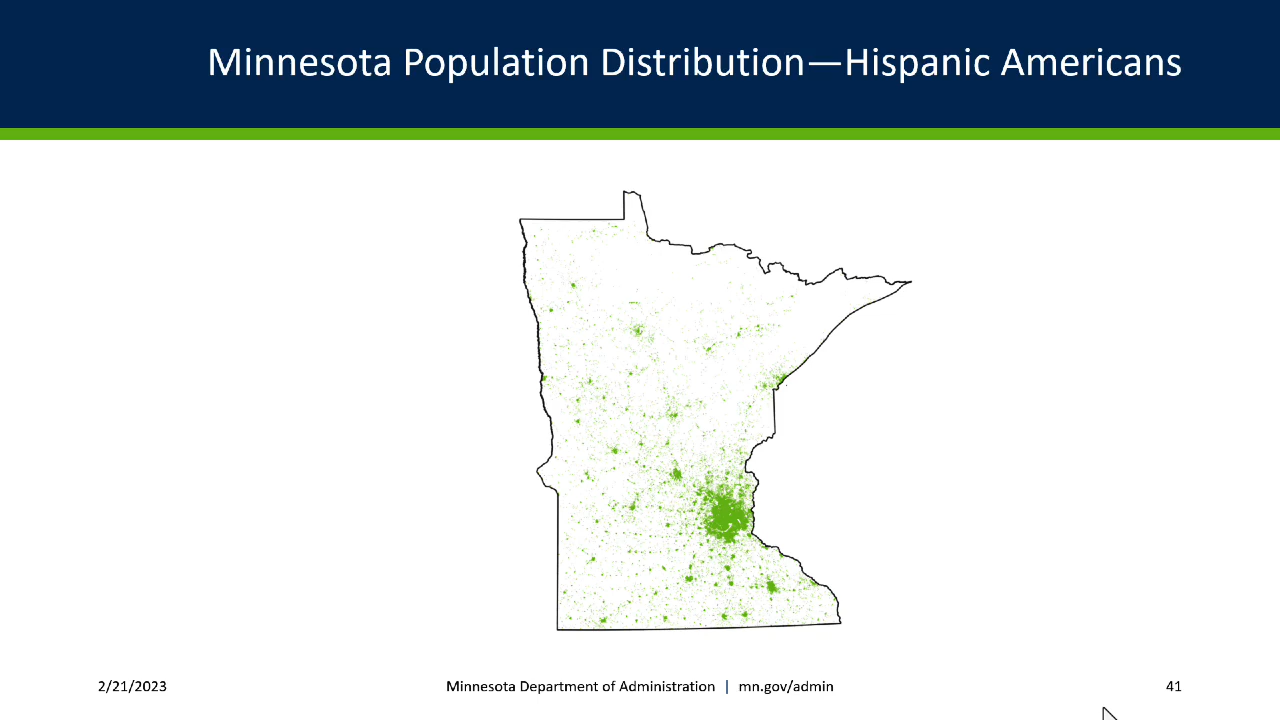 Minnesota Population Distribution—Hispanic Americans
2/21/2023
Minnesota Department of Administration | mn.gov/admin
41